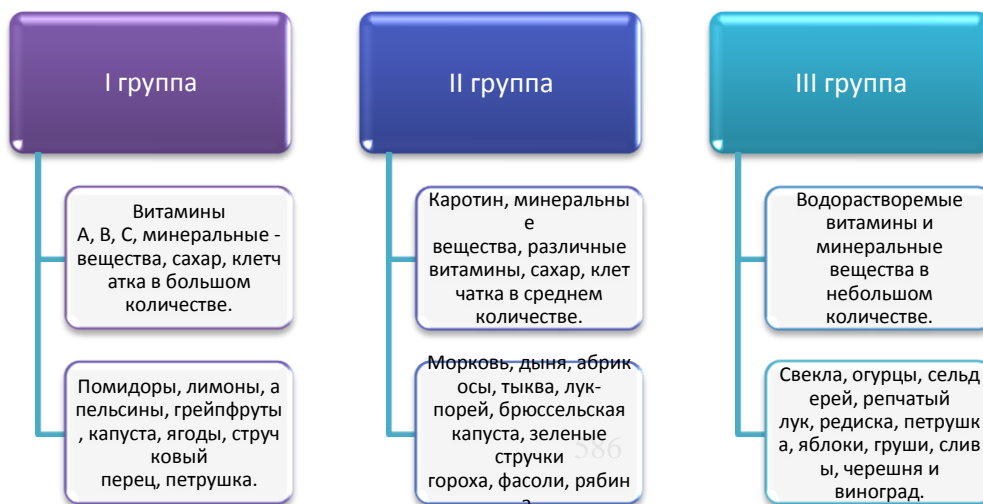 I группа
Витамины
A, B, C, минеральные -
вещества, сахар, клетч
атка в большом
количестве.
Помидоры, лимоны, а
пельсины, грейпфруты
, капуста, ягоды, струч
ковый
перец, петрушка.
II группа
Каротин, минеральны
е
вещества, различные
витамины, сахар, клет
чатка в среднем
количестве.
Морковь, дыня, абрик
осы, тыква, лук-
порей, брюссельская
капуста, зеленые
стручки
гороха, фасоли, рябин
а
586
III группа
Водорастворемые
витамины и
минеральные
вещества в
небольшом
количестве.
Свекла, огурцы, сельд
ерей, репчатый
лук, редиска, петрушк
а, яблоки, груши, слив
ы, черешня и
виноград.